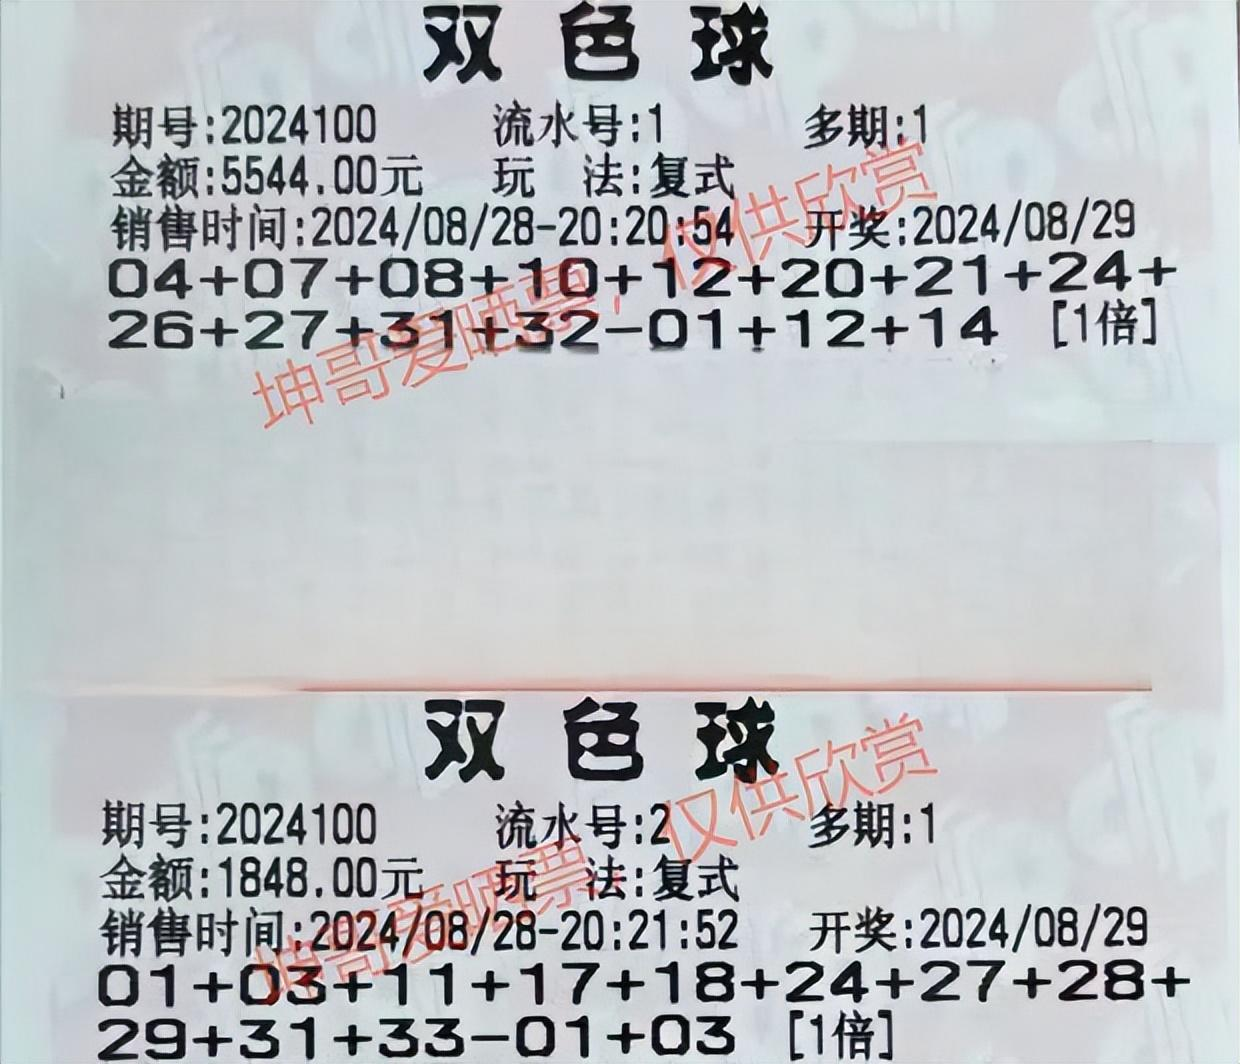 双色球
期号:2024100 流水号:1 多期:1
金额:5544.00元 玩 法:复式
销售时间:2024/08/28-20:20:54 开奖:2024/08/29
04+07+08+10+12+20+21+24+
26+27+31+32-01+12+14 [1倍]
坤哥爱晒票，仅供欣赏
双色球
期号:2024100 流水号:2 多期:1
金额:1848.00元 玩 法:复式
销售时间:2024/08/28-20:21:52 开奖:2024/08/29
01+03+11+17+18+24+27+28+
29+31+33-01+03 [1倍]
坤哥爱晒票，仅供欣赏